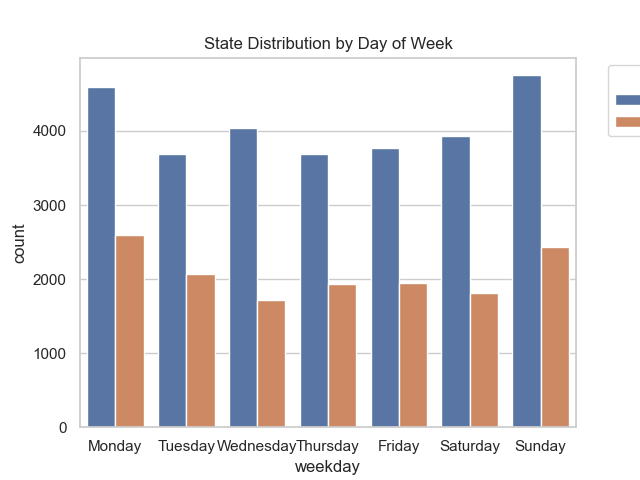 State Distribution by Day of Week
count
4000
3000
2000
1000
0
Monday Tuesday Wednesday Thursday Friday Saturday Sunday
weekday